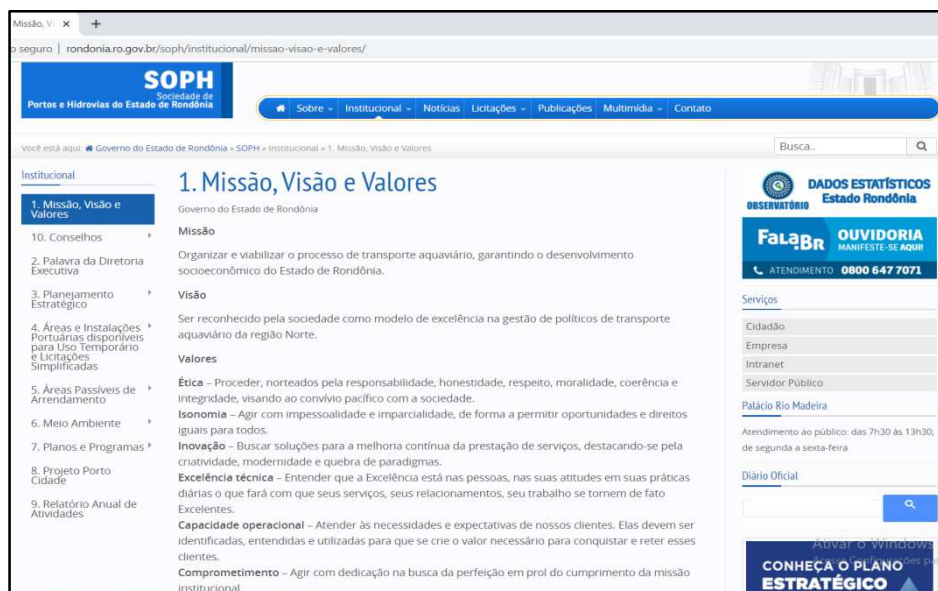 Missão, Vi × +
o seguro | rondonia.ro.gov.br/soph/institucional/missao-visao-e-valores/
SOPH
Sociedade de
Portos e Hidrovias do Estado de Rondônia
Sobre Institucional Notícias Licitações Publicações Multimídia Contato
Você está aqui: Governo do Estado de Rondônia » SOPH » Institucional » 1. Missão, Visão e Valores
Busca..
Institucional
1. Missão, Visão e
Valores
10. Conselhos
2. Palavra da Diretoria
Executiva
3. Planejamento
Estratégico
4. Áreas e Instalações
Portuárias disponíveis
para Uso Temporário
e Licitações
Simplificadas
5. Áreas Passíveis de
Arrendamento
6. Meio Ambiente
7. Planos e Programas
8. Projeto Porto
Cidade
9. Relatório Anual de
Atividades
1. Missão, Visão e Valores
Governo do Estado de Rondônia
Missão
Organizar e viabilizar o processo de transporte aquaviário, garantindo o desenvolvimento
socioeconômico do Estado de Rondônia.
Visão
Ser reconhecido pela sociedade como modelo de excelência na gestão de políticos de transporte
aquaviário da região Norte.
Valores
Ética – Proceder, norteados pela responsabilidade, honestidade, respeito, moralidade, coerência e
integridade, visando ao convívio pacífico com a sociedade.
Isonomia – Agir com impessoalidade e imparcialidade, de forma a permitir oportunidades e direitos
iguais para todos.
Inovação – Buscar soluções para a melhoria contínua da prestação de serviços, destacando-se pela
criatividade, modernidade e quebra de paradigmas.
Excelência técnica – Entender que a Excelência está nas pessoas, nas suas atitudes em suas práticas
diárias o que fará com que seus serviços, seus relacionamentos, seu trabalho se tornem de fato
Excelentes.
Capacidade operacional – Atender às necessidades e expectativas de nossos clientes. Elas devem ser
identificadas, entendidas e utilizadas para que se crie o valor necessário para conquistar e reter esses
clientes.
Comprometimento – Agir com dedicação na busca da perfeição em prol do cumprimento da missão
institucional.
OBSERVATÓRIO
DADOS ESTATÍSTICOS
Estado Rondônia
FalaBR
OUVIDORIA
MANIFESTE-SE AQUI!
ATENDIMENTO 0800 647 7071
Serviços
Cidadão
Empresa
Intranet
Servidor Público
Palácio Rio Madeira
Atendimento ao público: das 7h30 às 13h30,
de segunda a sexta-feira
Diário Oficial
Ativar o Windows
CONHEÇA O PLANO
ESTRATÉGICO